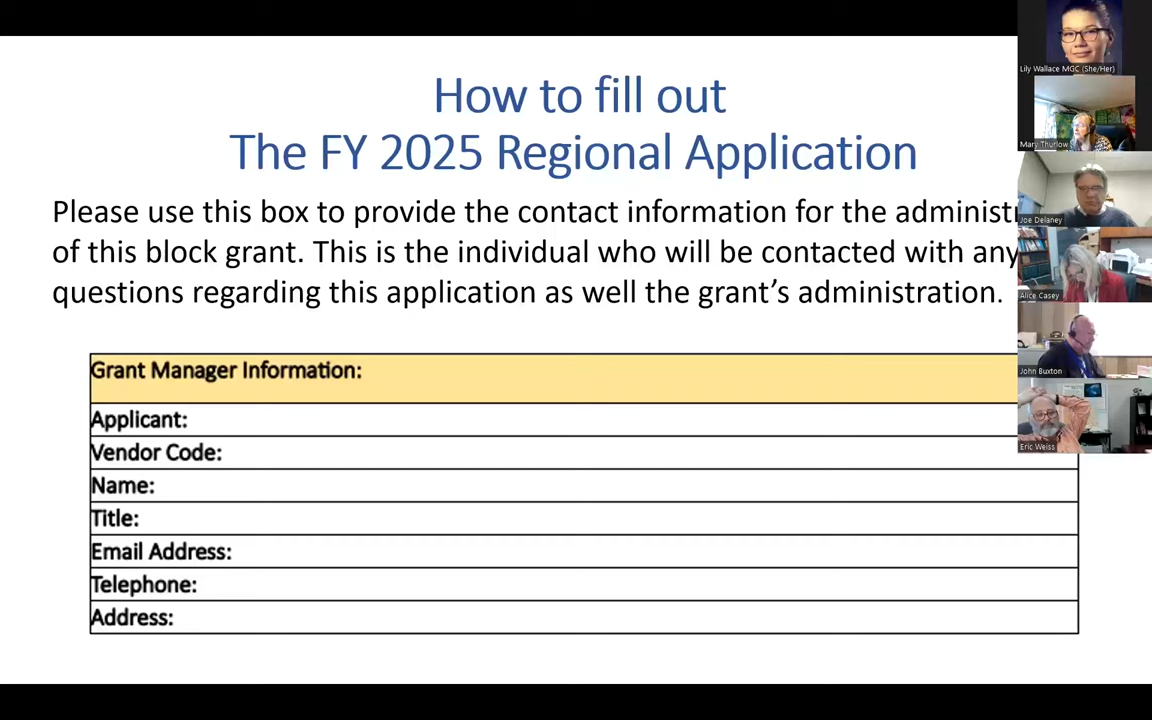 How to fill out
The FY 2025 Regional Application
Please use this box to provide the contact information for the administ
of this block grant. This is the individual who will be contacted with any
questions regarding this application as well the grant's administration.
Grant Manager Information:
Applicant:
Vendor Code:
Name:
Title:
Email Address:
Telephone:
Address:
Lily Wallace MGC (She/Her)
Mary Thurlow
Joe Delaney
Alice Casey
John Buxton
Eric Weiss